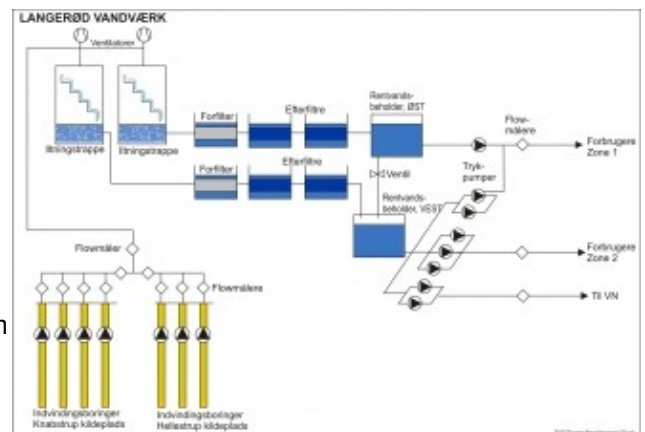 LANGERØD VANDVÆRK
Ventilatorer
Iltningstrappe
Iltningstrappe
Forfilter
Efterfiltre
Rentvands-
beholder, ØST
Flow-
målere
Forbrugere
Zone 1
Forfilter
Efterfiltre
Ventil
Tryk-
pumper
Rentvands-
beholder, VEST
Flowmåler
Forbrugere
Zone 2
Flowmålere
Til VN
Indvindingsboringer
Knabstrup kildeplads
Indvindingsboringer
Hellestrup kildeplads
n